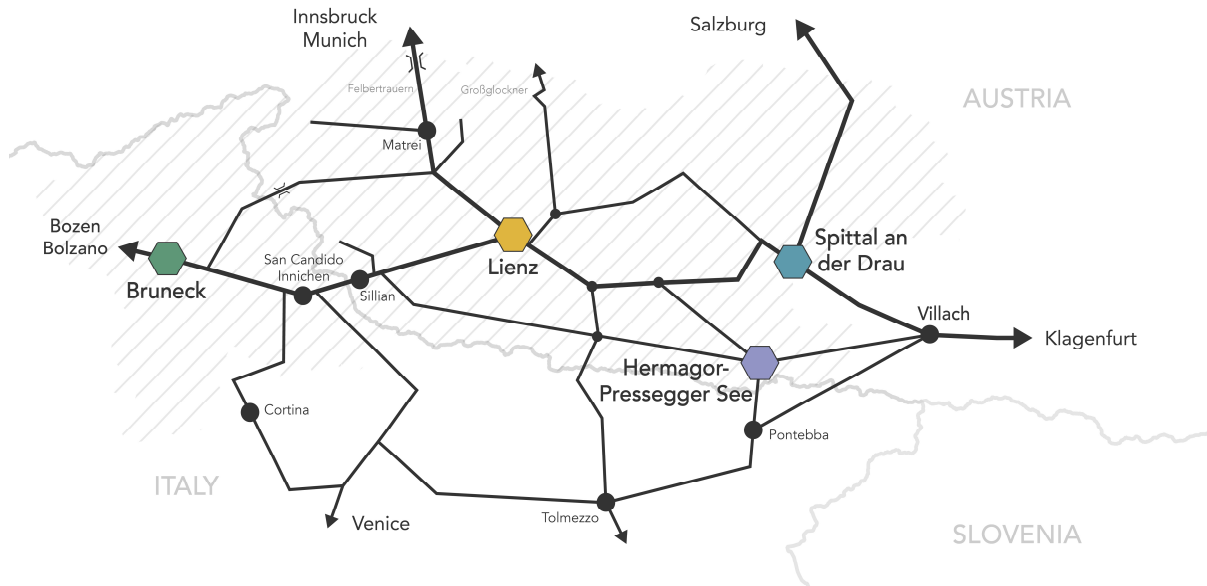 Innsbruck
Munich
Salzburg
Felbertrauern
Großglockner
AUSTRIA
Matrei
Bozen
Bolzano
San Candido
Innichen
Spittal an
der Drau
Lienz
Bruneck
Sillian
Villach
Klagenfurt
Hermagor-
Pressegger See
Cortina
Pontebba
ITALY
Venice
Tolmezzo
SLOVENIA